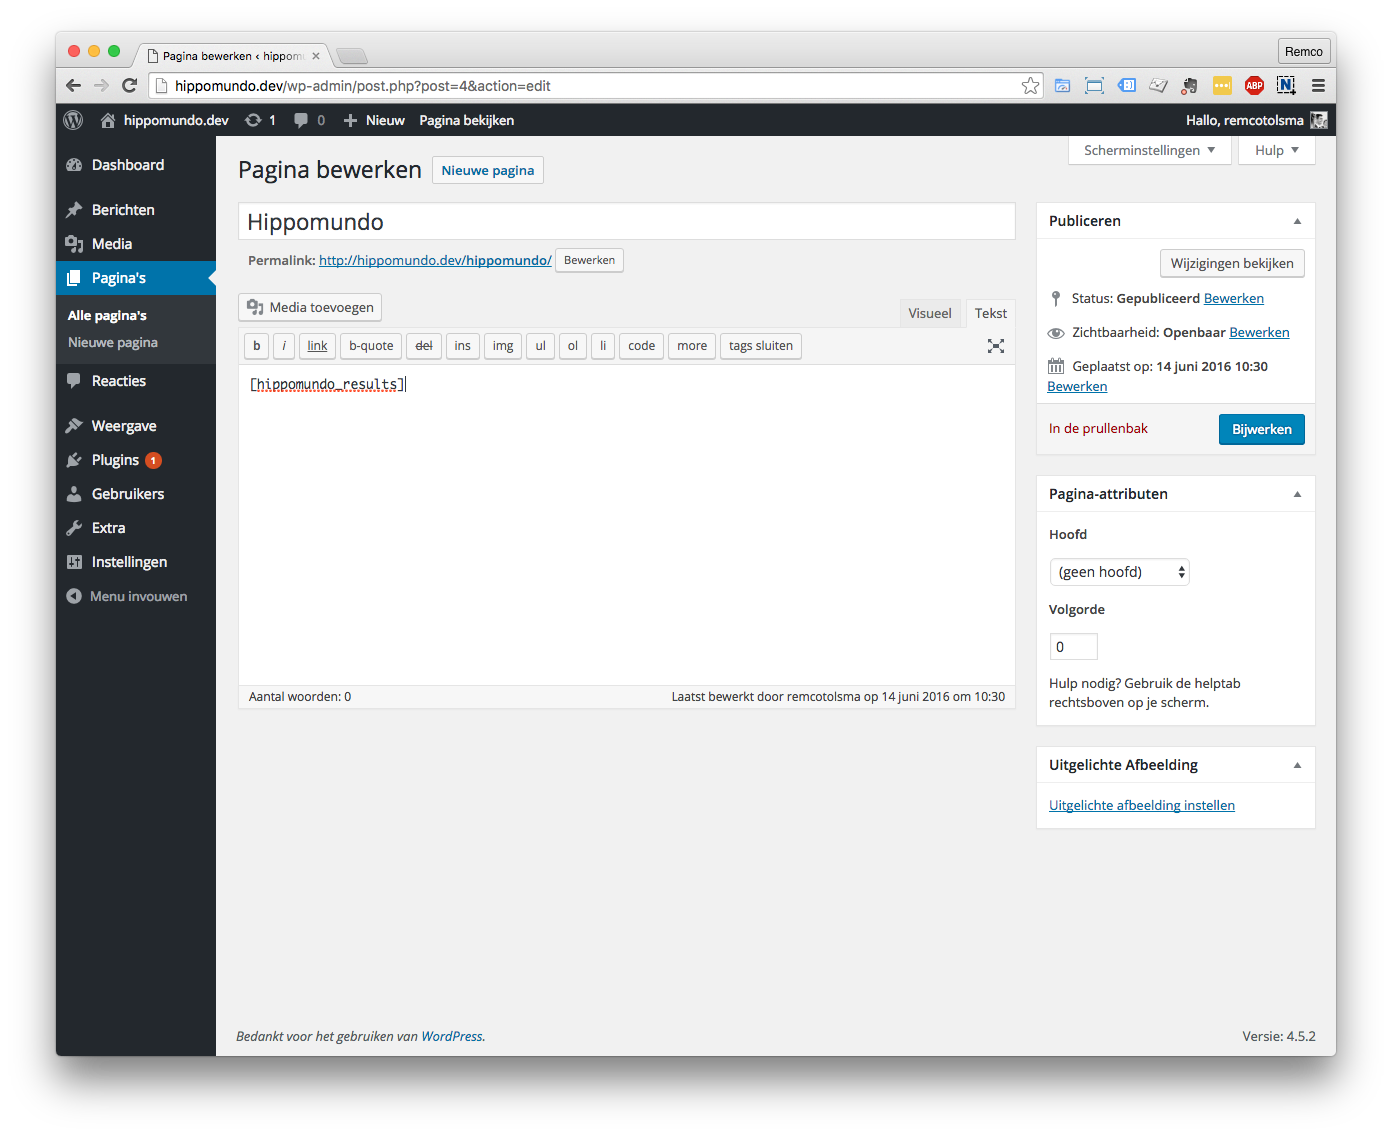 Pagina bewerken ‹ hippom
Remco
hippomundo.dev/wp-admin/post.php?post=4&action=edit
ABP
N
hippomundo.dev 1 0 Nieuw Pagina bekijken
Hallo, remcotolsma
Dashboard
Berichten
Media
Pagina's
Alle pagina's
Nieuwe pagina
Reacties
Weergave
Plugins 1
Gebruikers
Extra
Instellingen
Menu invouwen
Scherminstellingen
Hulp
Pagina bewerken
Nieuwe pagina
Hippomundo
Permalink: http://hippomundo.dev/hippomundo/ Bewerken
Media toevoegen
Visueel
Tekst
b i link b-quote del ins img ul ol li code more tags sluiten
[hippomundo_results]
Aantal woorden: 0
Laatst bewerkt door remcotolsma op 14 juni 2016 om 10:30
Publiceren
Wijzigingen bekijken
Status: Gepubliceerd Bewerken
Zichtbaarheid: Openbaar Bewerken
Geplaatst op: 14 juni 2016 10:30
Bewerken
In de prullenbak
Bijwerken
Pagina-attributen
Hoofd
(geen hoofd)
Volgorde
0
Hulp nodig? Gebruik de helptab
rechtsboven op je scherm.
Uitgelichte Afbeelding
Uitgelichte afbeelding instellen
Bedankt voor het gebruiken van WordPress.
Versie: 4.5.2